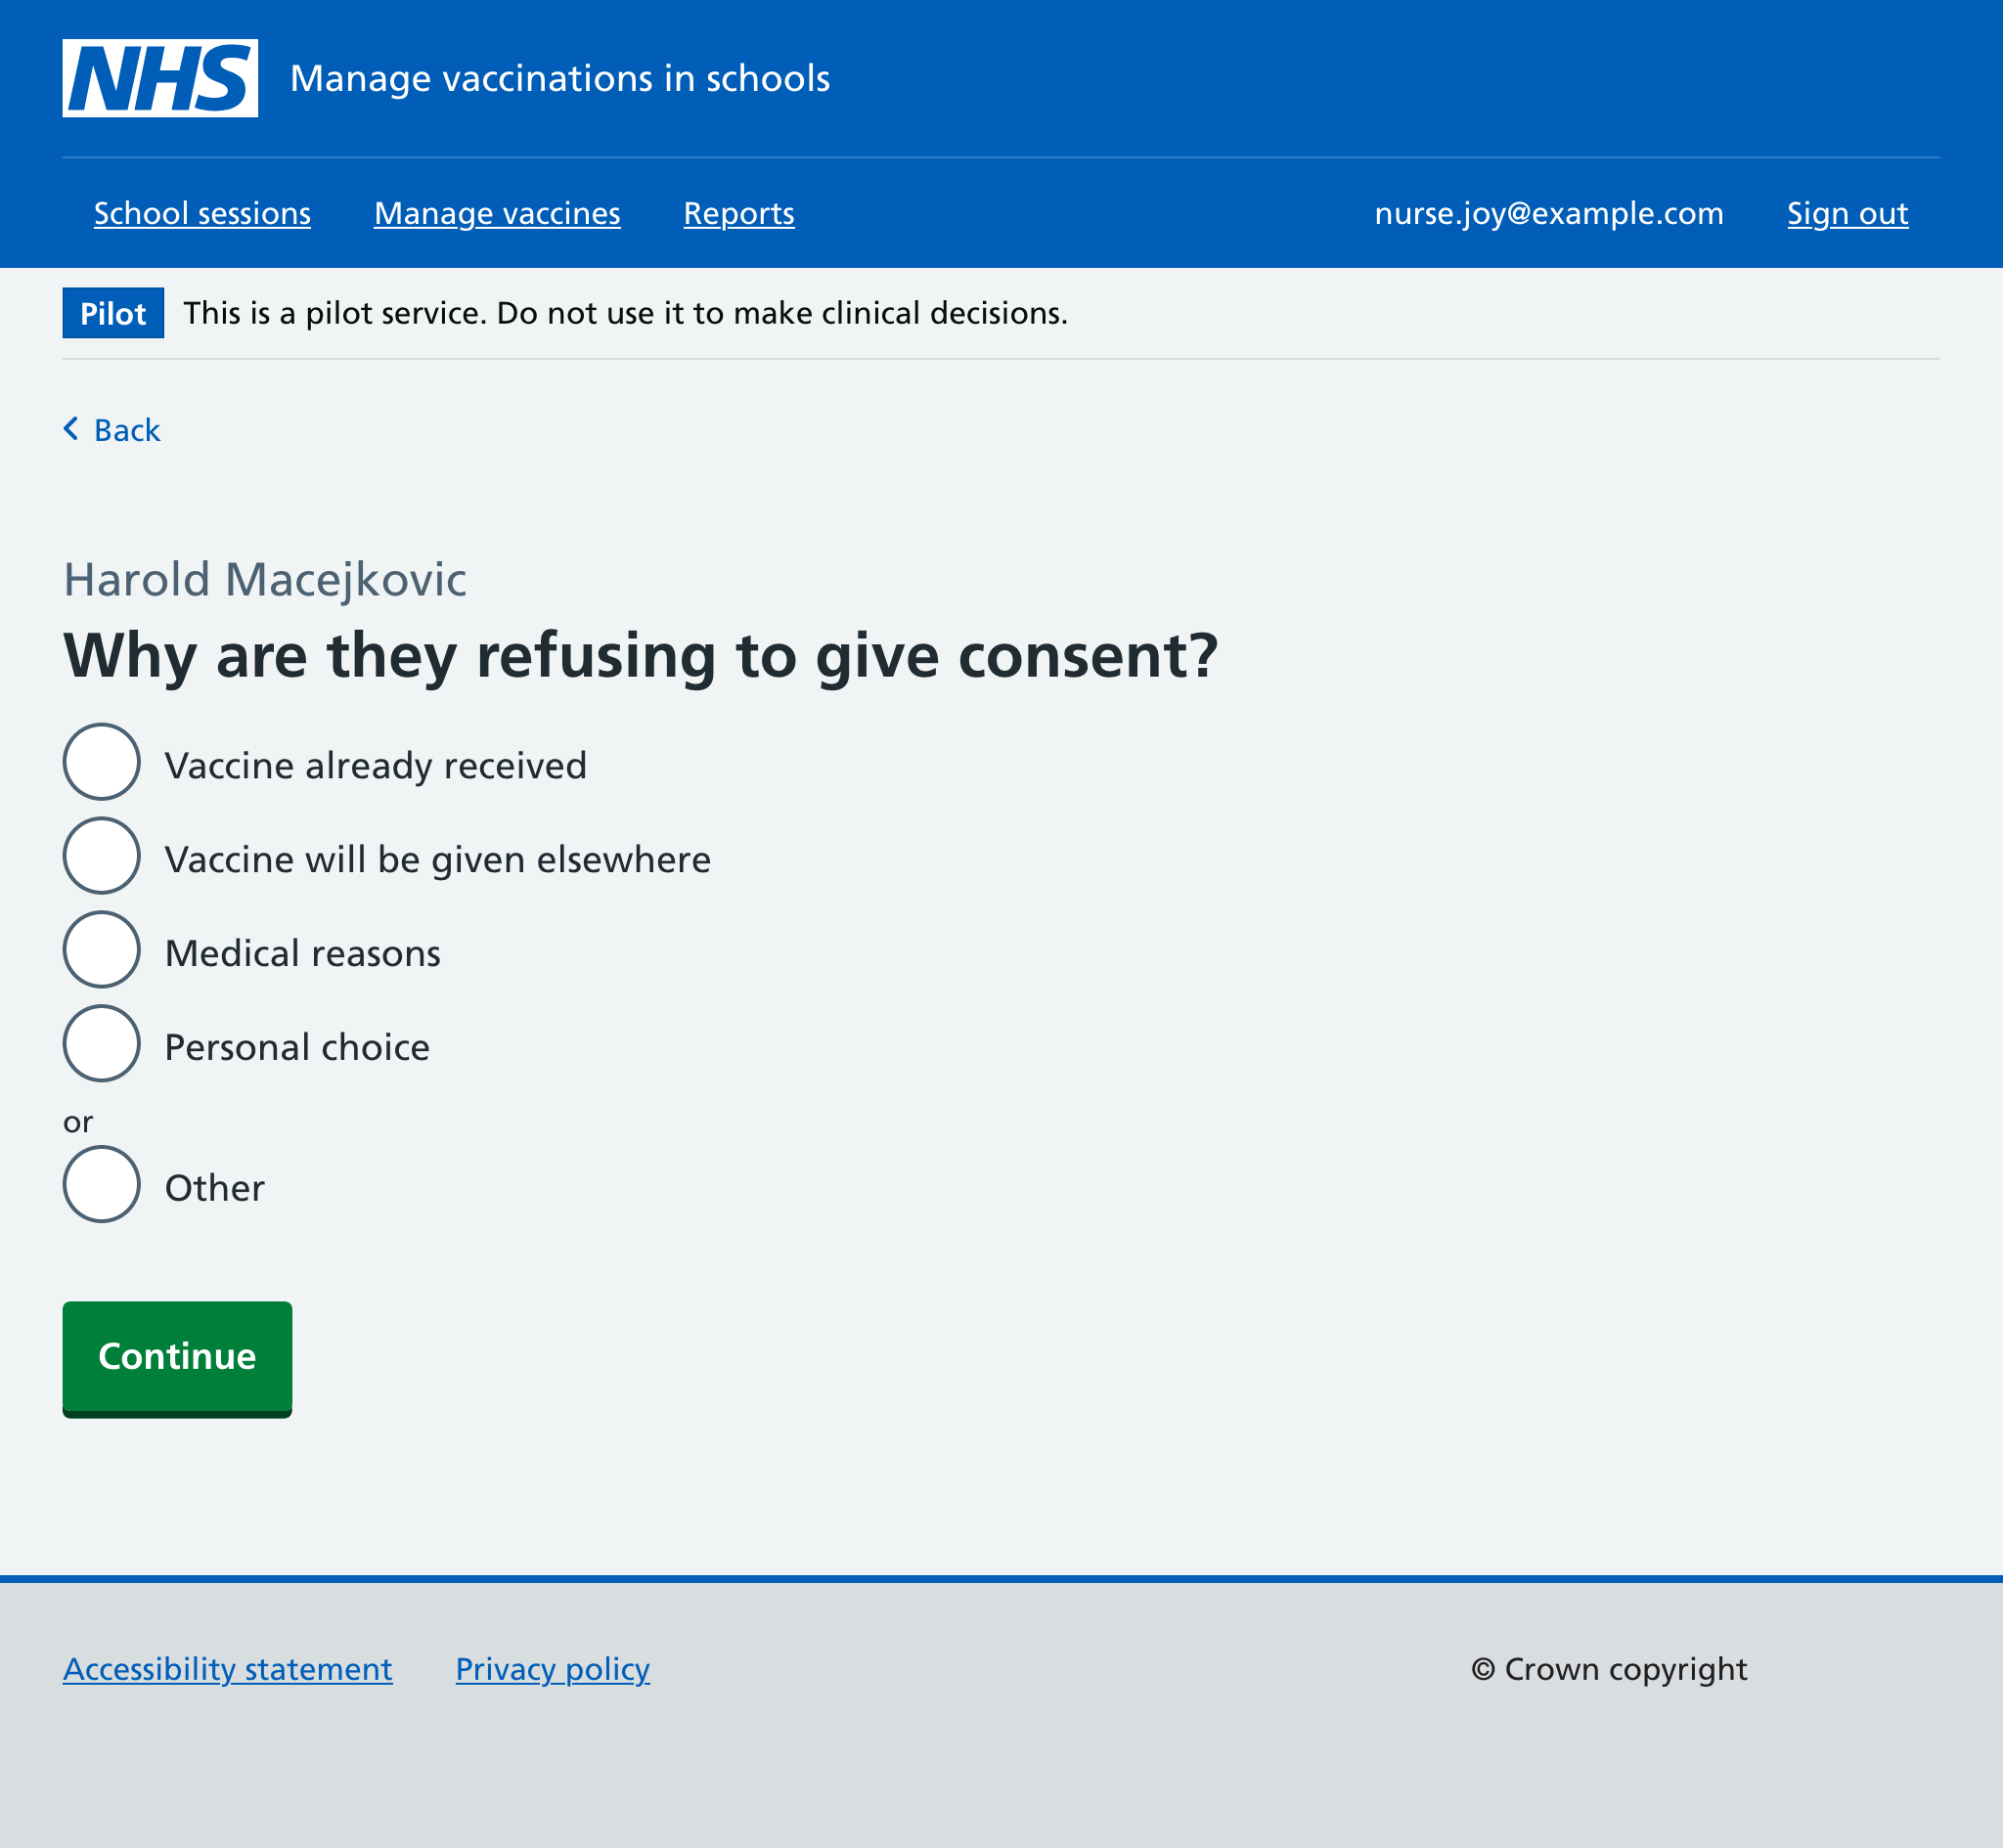 NHS Manage vaccinations in schools
School sessions Manage vaccines Reports nurse.joy@example.com Sign out
Pilot This is a pilot service. Do not use it to make clinical decisions.
Back
Harold Macejkovic
Why are they refusing to give consent?
Vaccine already received
Vaccine will be given elsewhere
Medical reasons
Personal choice
or
Other
Continue
Accessibility statement Privacy policy © Crown copyright